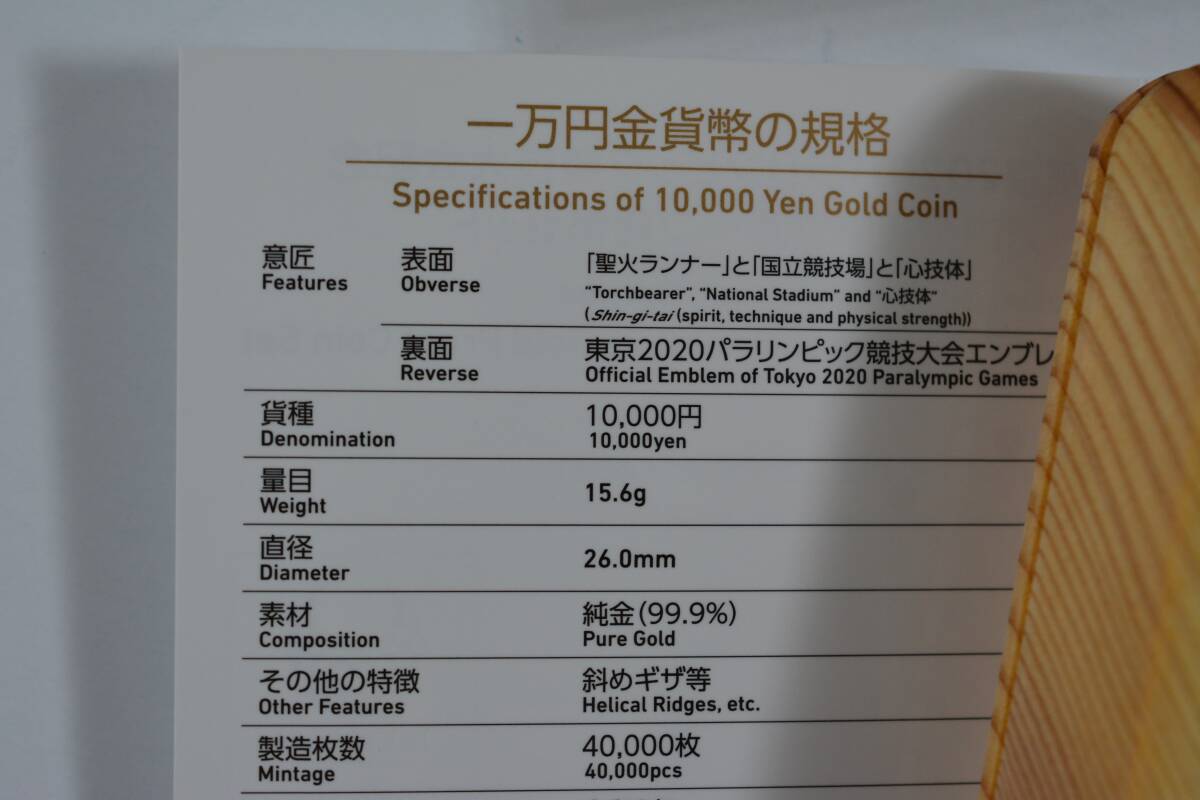 一万円金貨幣の規格
Specifications of 10,000 Yen Gold Coin
意匠
Features
表面
Obverse
「聖火ランナー」と「国立競技場」と「心技体」
“Torchbearer”, “National Stadium” and “心技体“
(Shin-gi-tai (spirit, technique and physical strength))
裏面
Reverse
東京2020パラリンピック競技大会エンブレ
Official Emblem of Tokyo 2020 Paralympic Games
貨種
Denomination
10,000円
10,000yen
量目
Weight
15.6g
直径
Diameter
26.0mm
素材
Composition
純金(99.9%)
Pure Gold
その他の特徴
Other Features
斜めギザ等
Helical Ridges, etc.
製造枚数
Mintage
40,000枚
40,000pcs